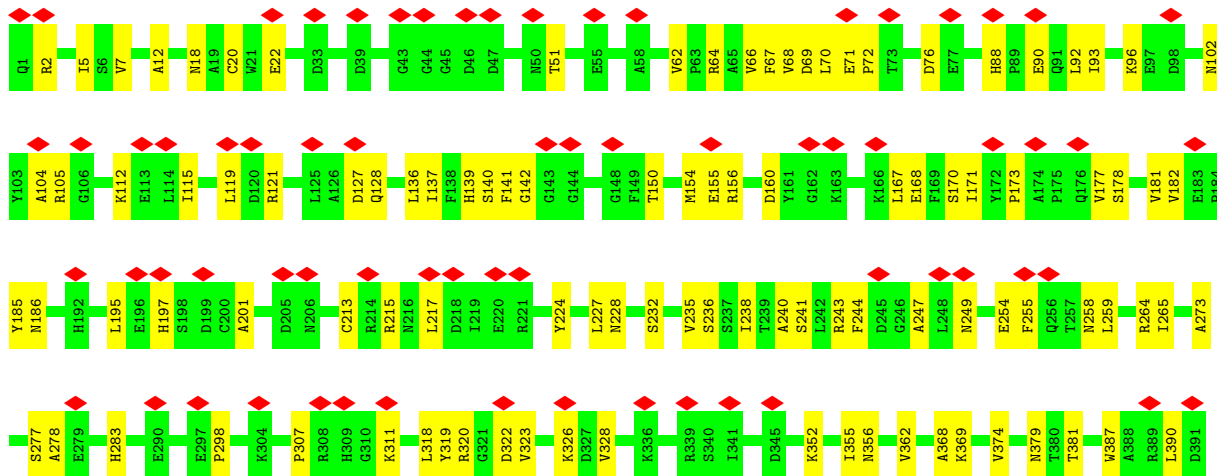 Q1 R2 I5 S6 V7 A12 N18 A19 C20 W21 E22 D33 D39 G43 G44 G45 D46 D47 N50 T51 E55 A58 V62 P63 R64 A65 V66 F67 V68 D69 L70 E71 P72 T73 D76 E77 H88 P89 E90 Q91 L92 I93 K96 E97 D98 N102
Y103 A104 R105 G106 K112 E113 L114 I115 L119 D120 R121 L125 A126 D127 Q128 L136 I137 F138 H139 S140 F141 G142 G143 G144 G148 F149 T150 M154 E155 R156 D160 Y161 G162 K163 K166 L167 E168 F169 S170 I171 Y172 P173 A174 P175 Q176 V177 S178 V181 V182 E183 P184
Y185 N186 H192 L195 E196 H197 S198 D199 C200 A201 D205 N206 C213 R214 R215 N216 L217 D218 I219 E220 R221 Y224 L227 N228 S232 V235 S236 S237 I238 T239 A240 S241 L242 R243 F244 D245 G246 A247 L248 N249 E254 F255 Q256 T257 N258 L259 R264 I265 A273
S277 A278 E279 H283 E290 E297 P298 K304 P307 R308 H309 G310 K311 L318 Y319 R320 G321 D322 V323 K326 D327 V328 K336 R339 S340 I341 D345 K352 I355 N356 V362 A368 K369 V374 N379 T380 T381 W387 A388 R389 L390 D391